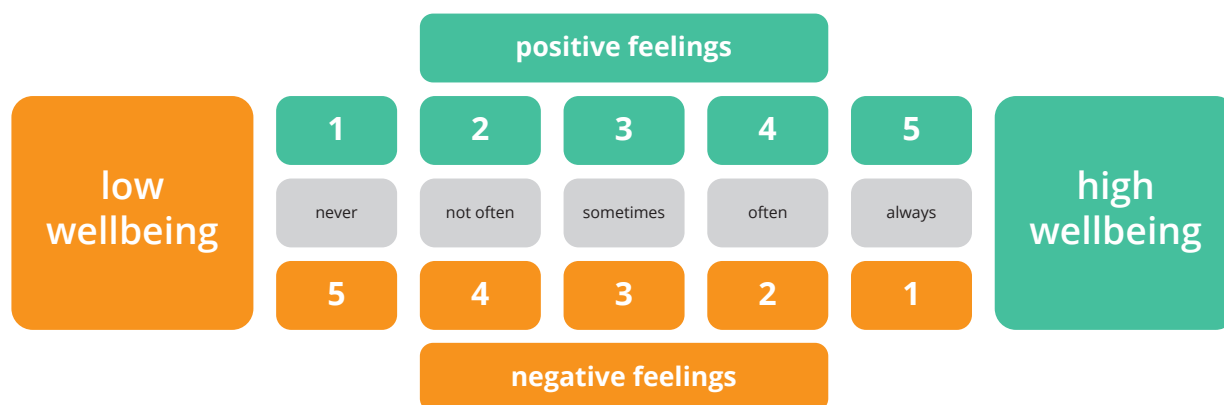 positive feelings
low
wellbeing
1 2 3 4 5
never not often sometimes often always
5 4 3 2 1
high
wellbeing
negative feelings